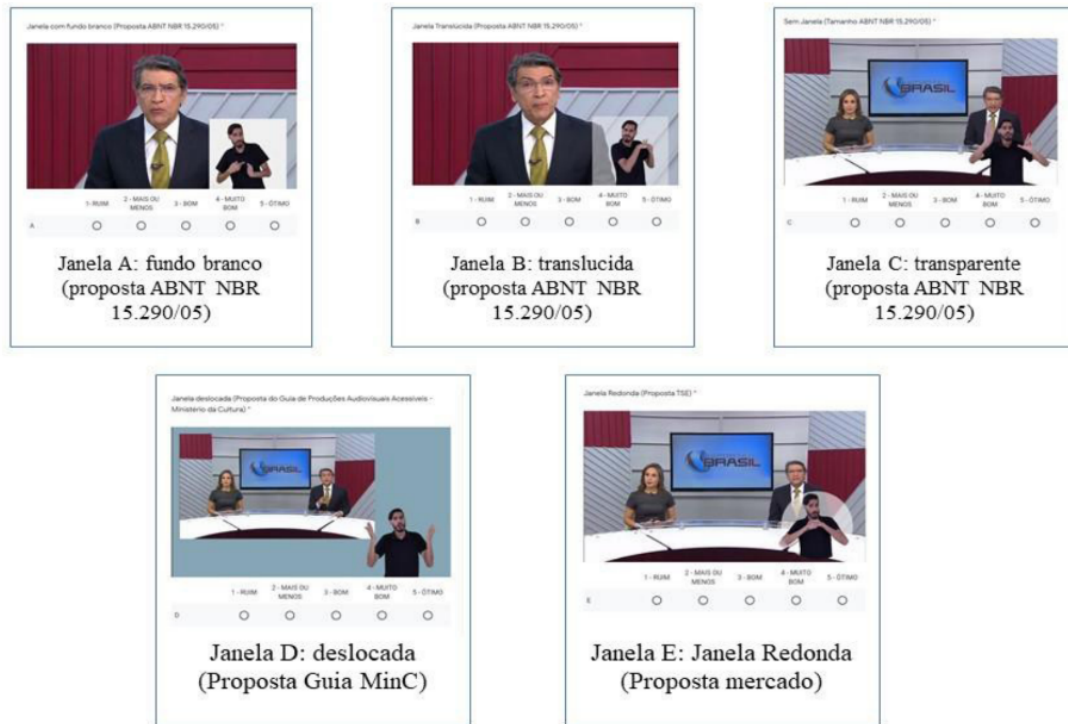 Janela com fundo branco (Proposta ABNT NBR 15.290/05) *
1- RUIM
2 - MAIS OU MENOS
3 - BOM
4 - MUITO BOM
5 - ÓTIMO
A
Janela A: fundo branco
(proposta ABNT NBR
15.290/05)
Janela Translúcida (Proposta ABNT NBR 15.290/05) *
1 - RUIM
2 - MAIS OU MENOS
3 - BOM
4 - MUITO BOM
5 - ÓTIMO
B
Janela B: translucida
(proposta ABNT NBR
15.290/05)
Sem Janela (Tamanho ABNT NBR 15.290/05) *
BRASIL
1 - RUIM
2 - MAIS OU MENOS
3 - BOM
4 - MUITO BOM
5 - ÓTIMO
C
Janela C: transparente
(proposta ABNT NBR
15.290/05)
Janela deslocada (Proposta do Guia de Produções Audiovisuais Acessíveis -
Ministério da Cultura) *
BRASIL
1 - RUIM
2 - MAIS OU MENOS
3 - BOM
4 - MUITO BOM
5 - ÓTIMO
D
Janela D: deslocada
(Proposta Guia MinC)
Janela Redonda (Proposta TSE) *
BRASIL
1 - RUIM
2 - MAIS OU MENOS
3 - BOM
4 - MUITO BOM
5 - ÓTIMO
E
Janela E: Janela Redonda
(Proposta mercado)